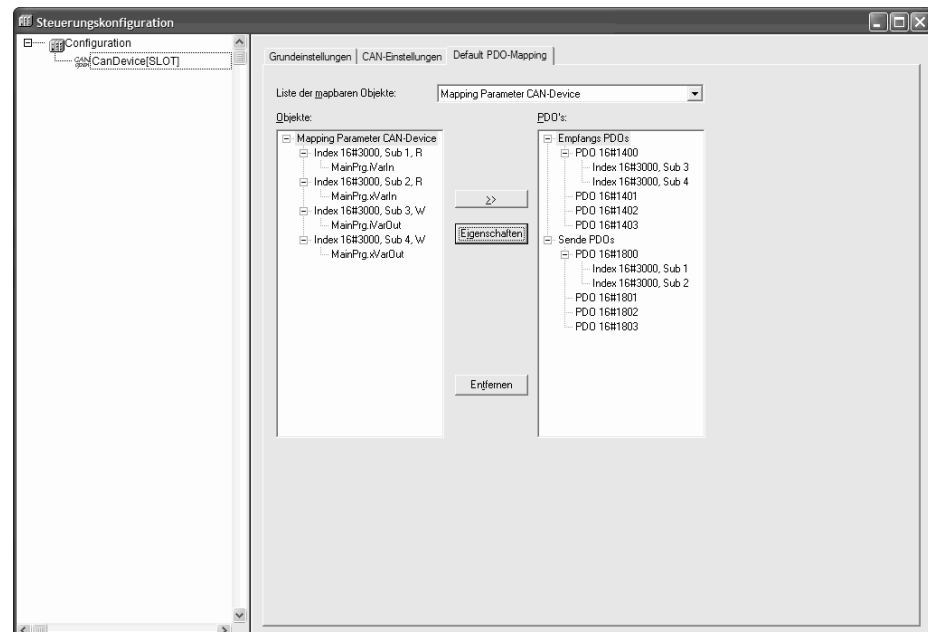 Steuerungskonfiguration
Configuration
CanDevice[SLOT]
Grundeinstellungen
CAN-Einstellungen
Default PDO-Mapping
Liste der mapbaren Objekte:
Mapping Parameter CAN-Device
Objekte:
Mapping Parameter CAN-Device
Index 16#3000, Sub 1, R
MainPrg.iVarIn
Index 16#3000, Sub 2, R
MainPrg.xVarIn
Index 16#3000, Sub 3, W
MainPrg.iVarOut
Index 16#3000, Sub 4, W
MainPrg.xVarOut
>>
Eigenschaften
Entfernen
PDO's:
Empfangs PDOs
PDO 16#1400
Index 16#3000, Sub 3
Index 16#3000, Sub 4
PDO 16#1401
PDO 16#1402
PDO 16#1403
Sende PDOs
PDO 16#1800
Index 16#3000, Sub 1
Index 16#3000, Sub 2
PDO 16#1801
PDO 16#1802
PDO 16#1803